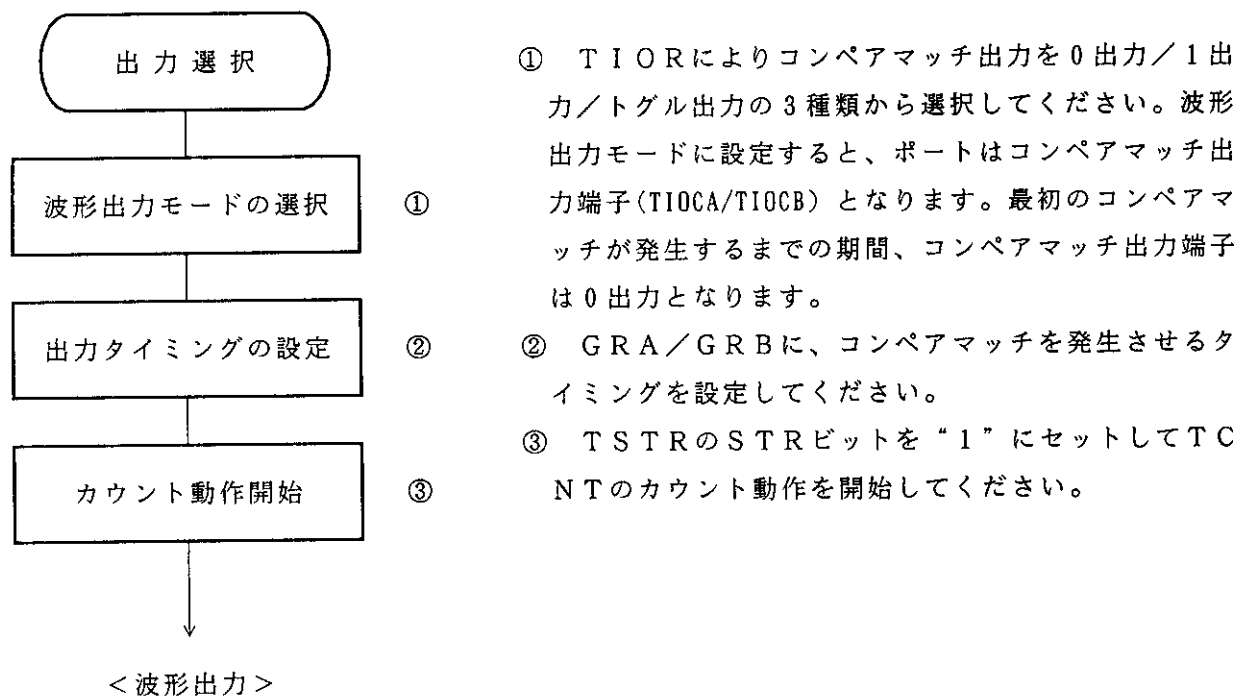 出力選択
波形出力モードの選択 ①
出力タイミングの設定 ②
カウント動作開始 ③
＜波形出力＞
① ＴＩＯＲによりコンペアマッチ出力を０出力／１出
力／トグル出力の３種類から選択してください。波形
出力モードに設定すると、ポートはコンペアマッチ出
力端子(TIOCA/TIOCB) となります。最初のコンペアマ
ッチが発生するまでの期間、コンペアマッチ出力端子
は０出力となります。
② ＧＲＡ／ＧＲＢに、コンペアマッチを発生させるタ
イミングを設定してください。
③ ＴＳＴＲのＳＴＲビットを“１”にセットしてＴＣ
ＮＴのカウント動作を開始してください。